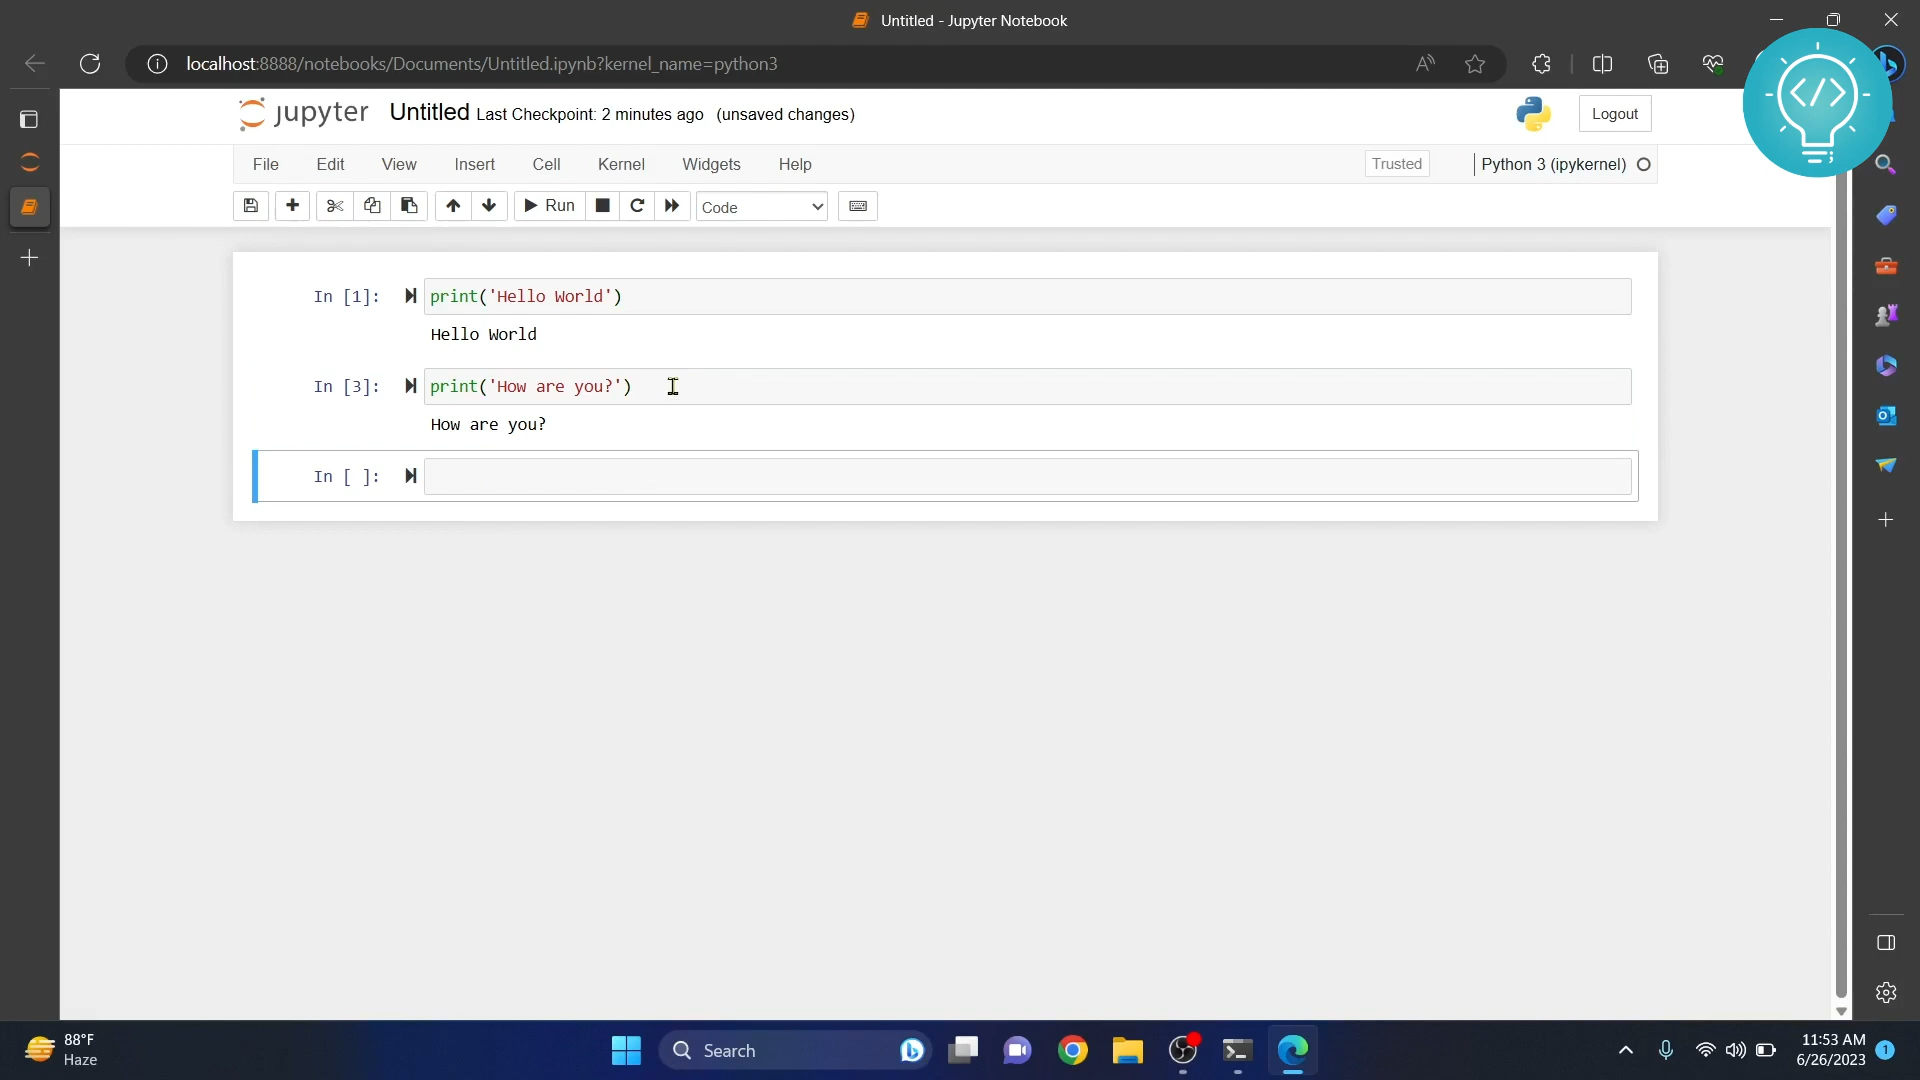 Untitled - Jupyter Notebook
localhost:8888/notebooks/Documents/Untitled.ipynb?kernel_name=python3
jupyter Untitled Last Checkpoint: 2 minutes ago (unsaved changes)
Logout
File Edit View Insert Cell Kernel Widgets Help
Trusted
Python 3 (ipykernel)
Run
Code
In [1]: print('Hello World')
Hello World
In [3]: print('How are you?')
How are you?
In [ ]:
88°F
Haze
Search
11:53 AM
6/26/2023
1